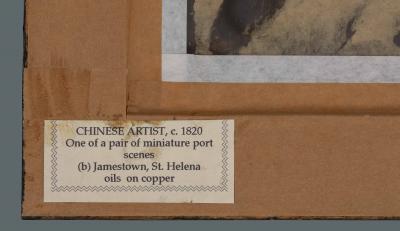 CHINESE ARTIST, c. 1820
One of a pair of miniature port
scenes
(b) Jamestown, St. Helena
oils on copper